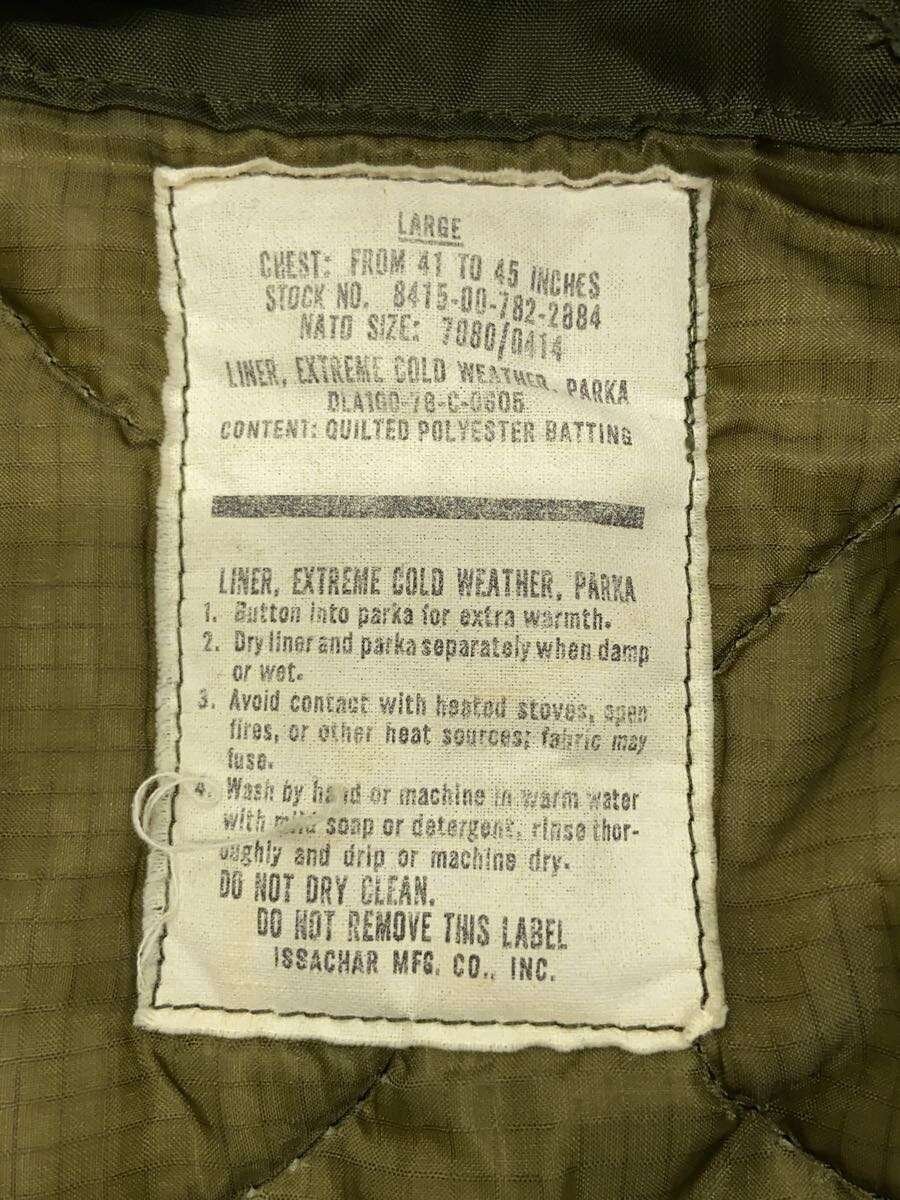 LARGE
CHEST: FROM 41 TO 45 INCHES
STOCK NO. 8415-00-782-2884
NATO SIZE: 7080/0414
LINER, EXTREME COLD WEATHER, PARKA
DLA100-78-C-0605
CONTENT: QUILTED POLYESTER BATTING
LINER, EXTREME COLD WEATHER, PARKA
1. Button into parka for extra warmth.
2. Dry liner and parka separately when damp
or wet.
3. Avoid contact with heated stoves, open
fires, or other heat sources; fabric may
fuse.
4. Wash by hand or machine in warm water
with mild soap or detergent, rinse thor-
oughly and drip or machine dry.
DO NOT DRY CLEAN.
DO NOT REMOVE THIS LABEL
ISSACHAR MFG. CO., INC.